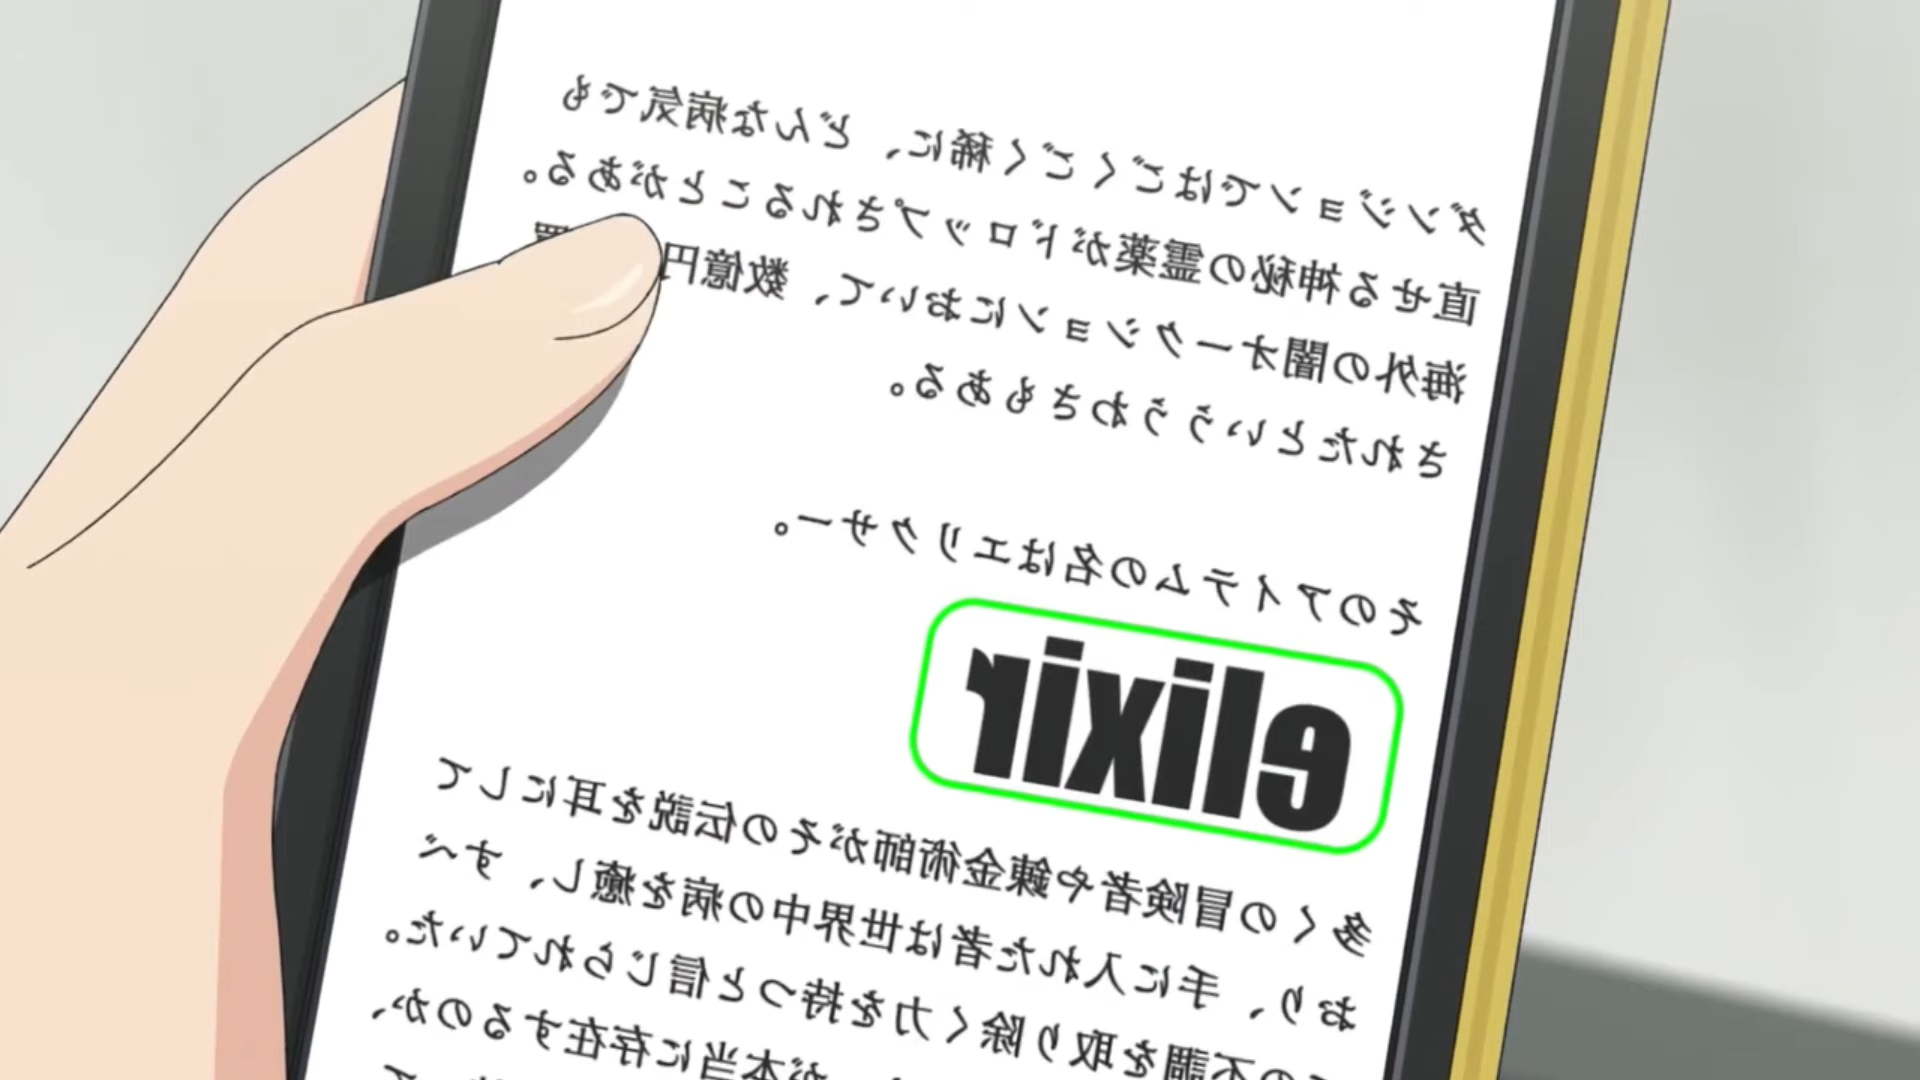 ダンジョンではごくごく稀に、どんな病気でも
直せる神秘の霊薬がドロップされることがある。
海外の闇オークションにおいて、数億円
されたといううわさもある。
そのアイテムの名はエリクサー。
elixir
多くの冒険者や錬金術師がその伝説を耳にして
おり、手に入れた者は世界中の病を癒し、すべ
の不調を取り除く力を持つと信じられていた。
が本当に存在するのか、